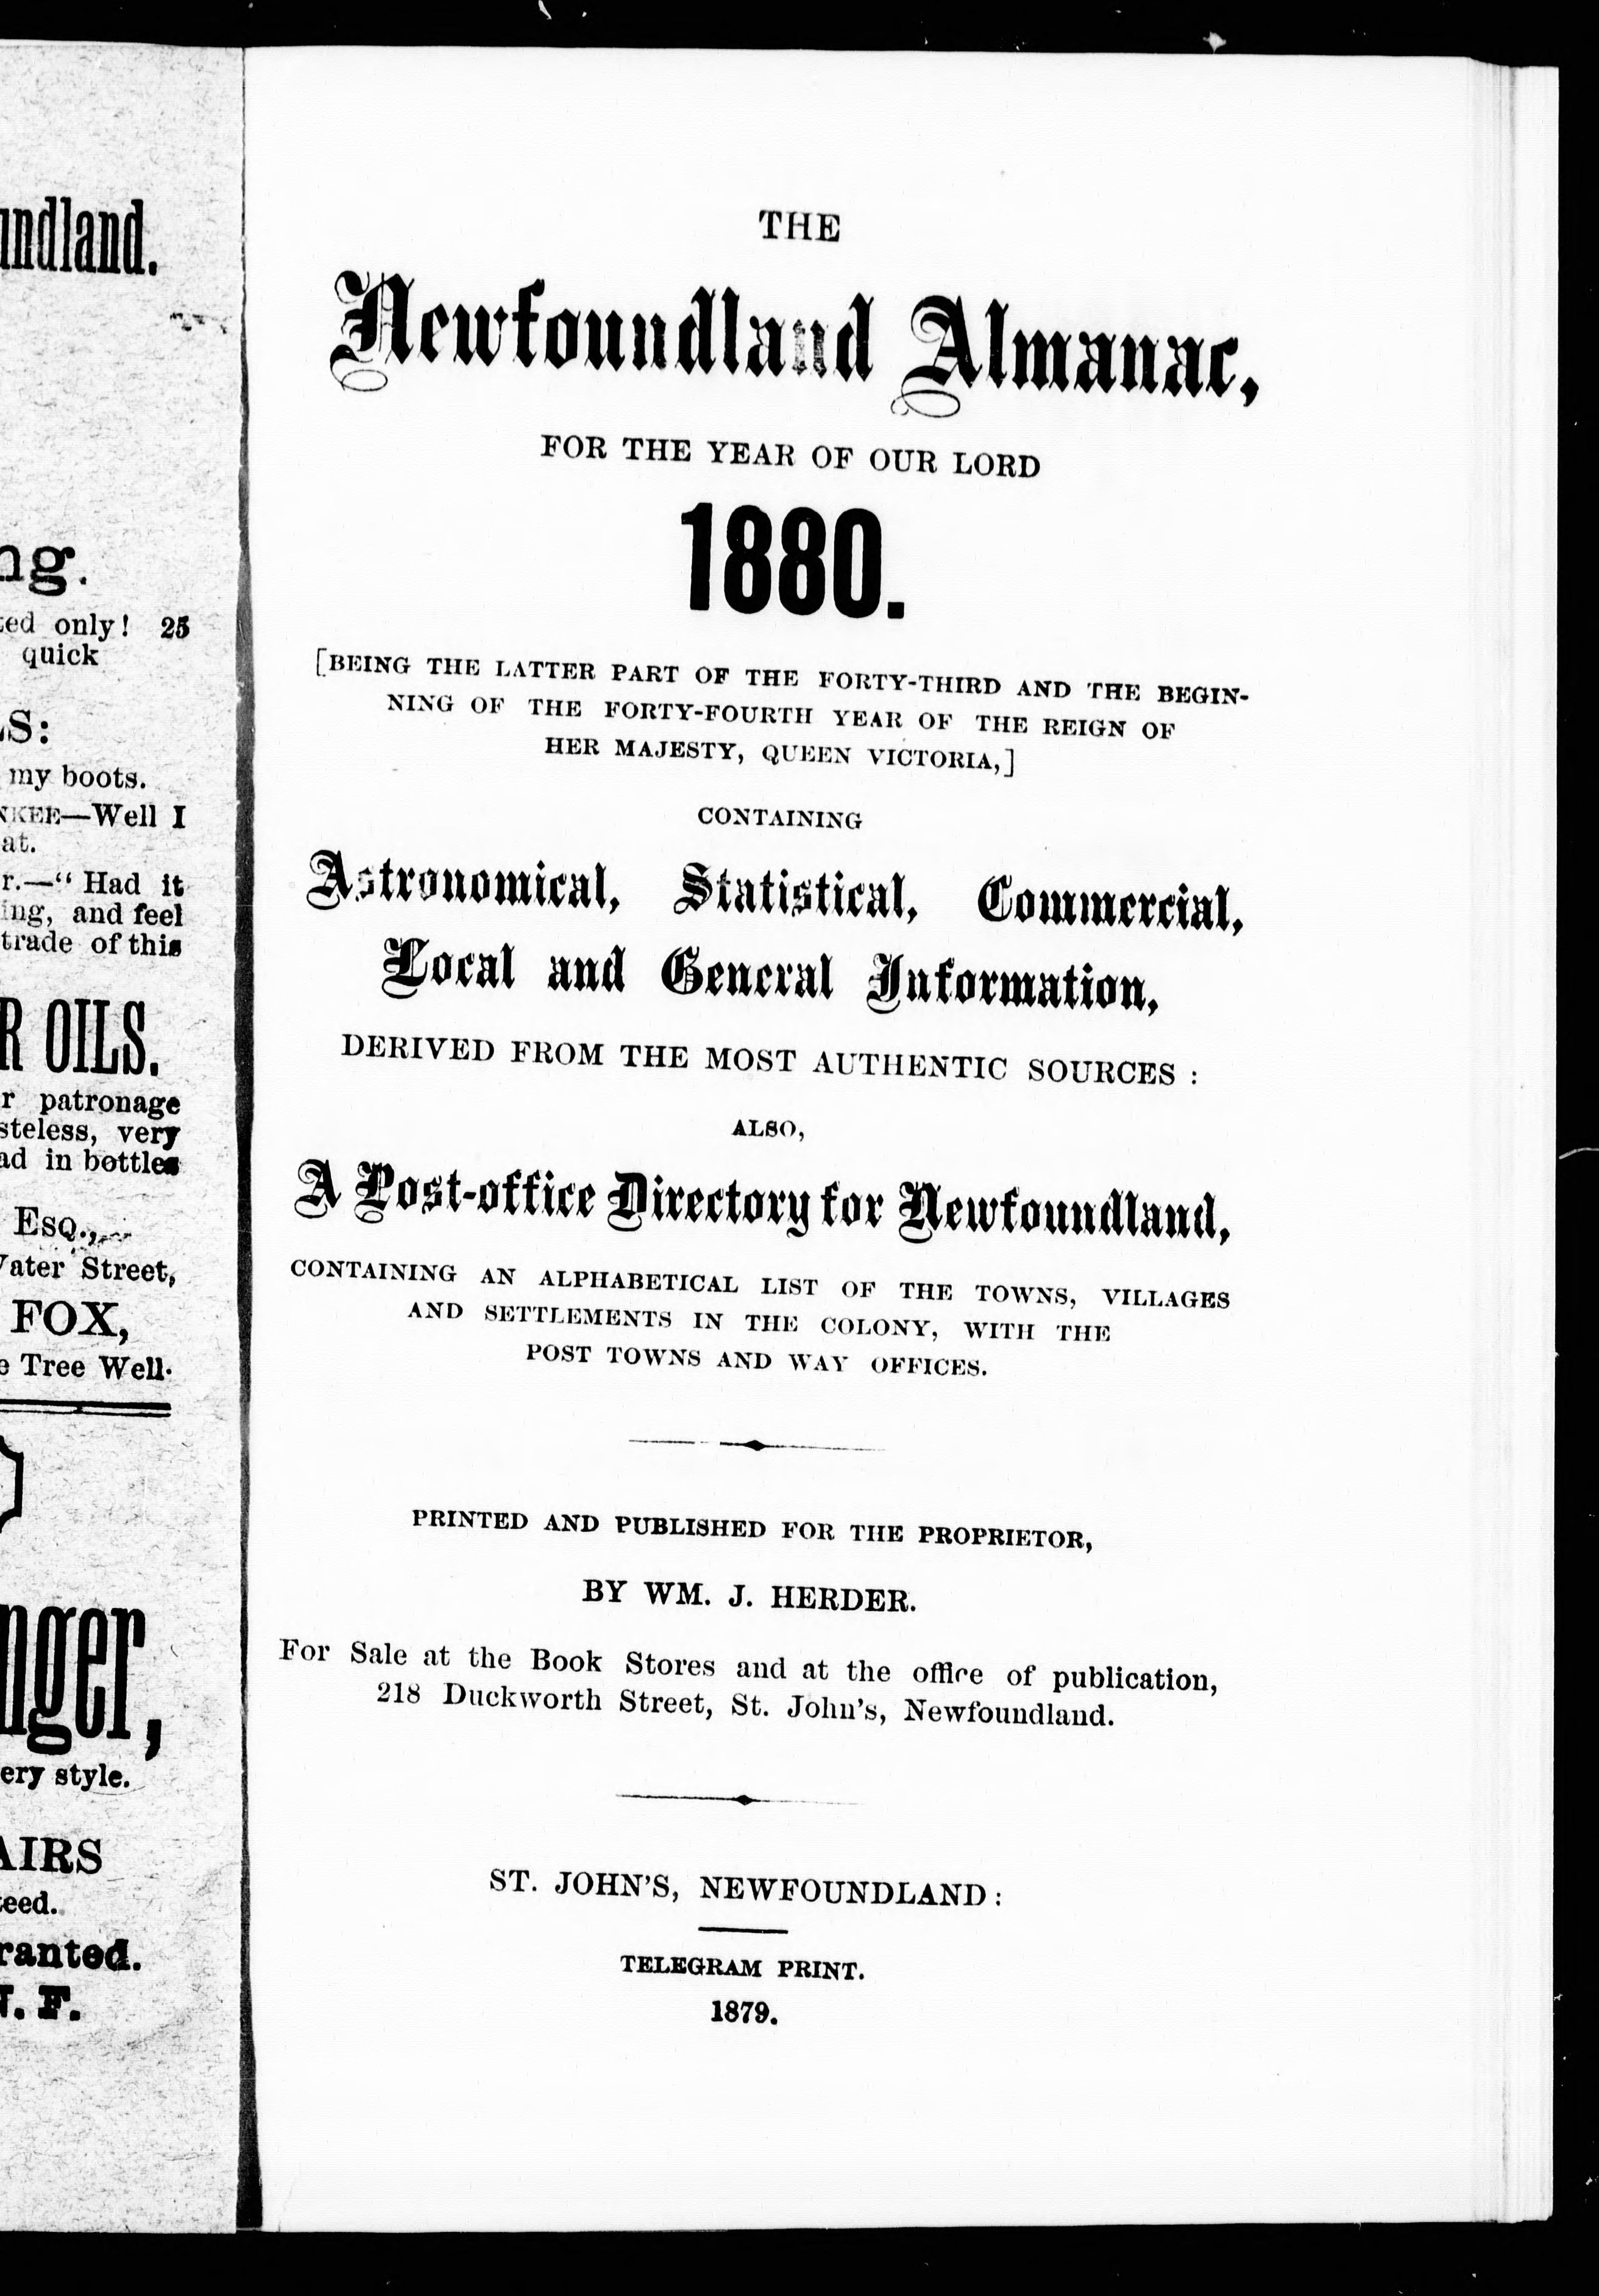 undland.
ng.
ed only! 25
quick
S:
my boots.
NKEE—Well I
at.
r.—“Had it
ing, and feel
trade of this
R OILS.
r patronage
steless, very
ad in bottles
ESQ.,
Vater Street,
FOX,
e Tree Well.
nger,
ery style.
AIRS
eed.
ranted.
N. F.
THE
Newfoundland Almanac,
FOR THE YEAR OF OUR LORD
1880.
[BEING THE LATTER PART OF THE FORTY-THIRD AND THE BEGIN-
NING OF THE FORTY-FOURTH YEAR OF THE REIGN OF
HER MAJESTY, QUEEN VICTORIA,]
CONTAINING
Astronomical, Statistical, Commercial,
Local and General Information,
DERIVED FROM THE MOST AUTHENTIC SOURCES :
ALSO,
A Post-office Directory for Newfoundland,
CONTAINING AN ALPHABETICAL LIST OF THE TOWNS, VILLAGES
AND SETTLEMENTS IN THE COLONY, WITH THE
POST TOWNS AND WAY OFFICES.
PRINTED AND PUBLISHED FOR THE PROPRIETOR,
BY WM. J. HERDER.
For Sale at the Book Stores and at the office of publication,
218 Duckworth Street, St. John's, Newfoundland.
ST. JOHN'S, NEWFOUNDLAND:
TELEGRAM PRINT.
1879.